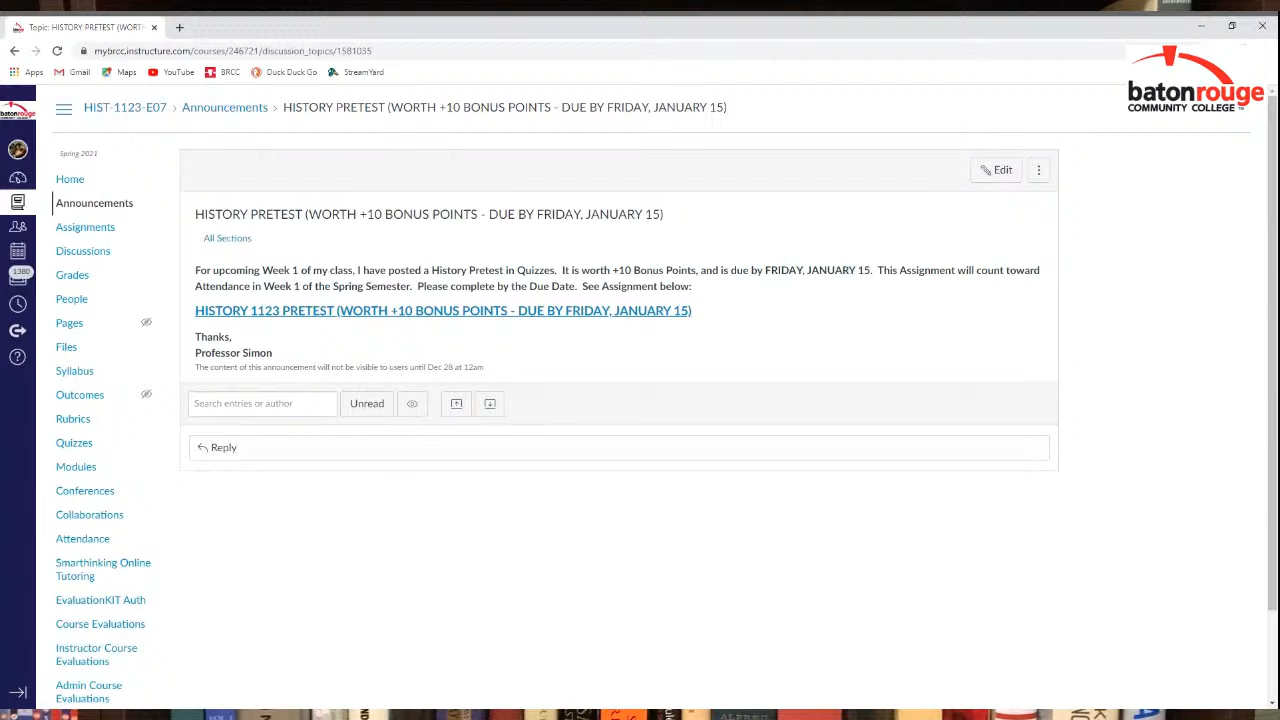 Topic: HISTORY PRETEST (WORTH
mybrcc.instructure.com/courses/246721/discussion_topics/1581035
Apps Gmail Maps YouTube BRCC Duck Duck Go StreamYard
batonrouge
COMMUNITY COLLEGE
HIST-1123-E07 › Announcements › HISTORY PRETEST (WORTH +10 BONUS POINTS - DUE BY FRIDAY, JANUARY 15)
Spring 2021
Home
Announcements
Assignments
Discussions
Grades
People
Pages
Files
Syllabus
Outcomes
Rubrics
Quizzes
Modules
Conferences
Collaborations
Attendance
Smarthinking Online
Tutoring
EvaluationKIT Auth
Course Evaluations
Instructor Course
Evaluations
Admin Course
Evaluations
1380
Edit
HISTORY PRETEST (WORTH +10 BONUS POINTS - DUE BY FRIDAY, JANUARY 15)
All Sections
For upcoming Week 1 of my class, I have posted a History Pretest in Quizzes. It is worth +10 Bonus Points, and is due by FRIDAY, JANUARY 15. This Assignment will count toward
Attendance in Week 1 of the Spring Semester. Please complete by the Due Date. See Assignment below:
HISTORY 1123 PRETEST (WORTH +10 BONUS POINTS - DUE BY FRIDAY, JANUARY 15)
Thanks,
Professor Simon
The content of this announcement will not be visible to users until Dec 28 at 12am
Search entries or author
Unread
Reply
ALFRED